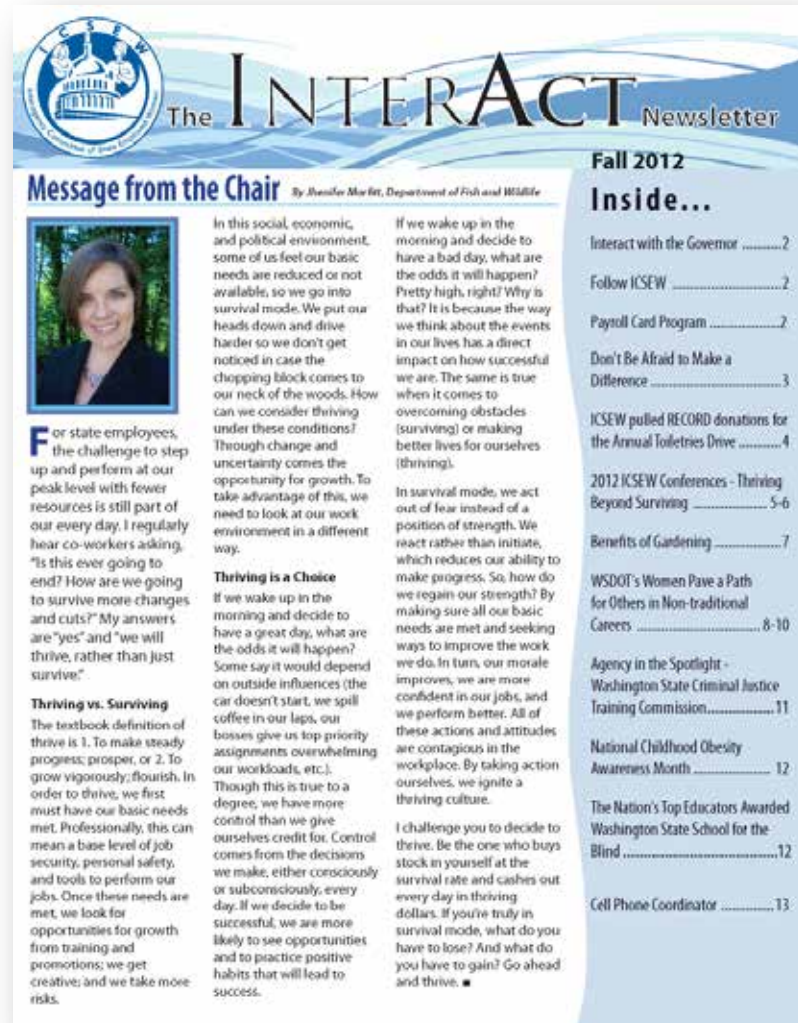 ICSEW
Interagency Committee of State Employed Women
The INTERACT Newsletter
Message from the Chair By Jhenifer Morfitt, Department of Fish and Wildlife
For state employees,
the challenge to step
up and perform at our
peak level with fewer
resources is still part of
our every day. I regularly
hear co-workers asking,
"Is this ever going to
end? How are we going
to survive more changes
and cuts?" My answers
are "yes" and "we will
thrive, rather than just
survive."
Thriving vs. Surviving
The textbook definition of
thrive is 1. To make steady
progress; prosper, or 2. To
grow vigorously; flourish. In
order to thrive, we first
must have our basic needs
met. Professionally, this can
mean a base level of job
security, personal safety,
and tools to perform our
jobs. Once these needs are
met, we look for
opportunities for growth
from training and
promotions; we get
creative; and we take more
risks.
In this social, economic,
and political environment,
some of us feel our basic
needs are reduced or not
available, so we go into
survival mode. We put our
heads down and drive
harder so we don't get
noticed in case the
chopping block comes to
our neck of the woods. How
can we consider thriving
under these conditions?
Through change and
uncertainty comes the
opportunity for growth. To
take advantage of this, we
need to look at our work
environment in a different
way.
Thriving is a Choice
If we wake up in the
morning and decide to
have a great day, what are
the odds it will happen?
Some say it would depend
on outside influences (the
car doesn't start, we spill
coffee in our laps, our
bosses give us top priority
assignments overwhelming
our workloads, etc.).
Though this is true to a
degree, we have more
control than we give
ourselves credit for. Control
comes from the decisions
we make, either consciously
or subconsciously, every
day. If we decide to be
successful, we are more
likely to see opportunities
and to practice positive
habits that will lead to
success.
If we wake up in the
morning and decide to
have a bad day, what are
the odds it will happen?
Pretty high, right? Why is
that? It is because the way
we think about the events
in our lives has a direct
impact on how successful
we are. The same is true
when it comes to
overcoming obstacles
(surviving) or making
better lives for ourselves
(thriving).
In survival mode, we act
out of fear instead of a
position of strength. We
react rather than initiate,
which reduces our ability to
make progress. So, how do
we regain our strength? By
making sure all our basic
needs are met and seeking
ways to improve the work
we do. In turn, our morale
improves, we are more
confident in our jobs, and
we perform better. All of
these actions and attitudes
are contagious in the
workplace. By taking action
ourselves, we ignite a
thriving culture.
I challenge you to decide to
thrive. Be the one who buys
stock in yourself at the
survival rate and cashes out
every day in thriving
dollars. If you're truly in
survival mode, what do you
have to lose? And what do
you have to gain? Go ahead
and thrive. ■
Fall 2012
Inside...
Interact with the Governor ...........2
Follow ICSEW ...........2
Payroll Card Program ...........2
Don't Be Afraid to Make a
Difference ...........3
ICSEW pulled RECORD donations for
the Annual Toiletries Drive ...........4
2012 ICSEW Conferences - Thriving
Beyond Surviving ...........5-6
Benefits of Gardening ...........7
WSDOT's Women Pave a Path
for Others in Non-traditional
Careers ...........8-10
Agency in the Spotlight -
Washington State Criminal Justice
Training Commission...........11
National Childhood Obesity
Awareness Month ...........12
The Nation's Top Educators Awarded
Washington State School for the
Blind ...........12
Cell Phone Coordinator ...........13